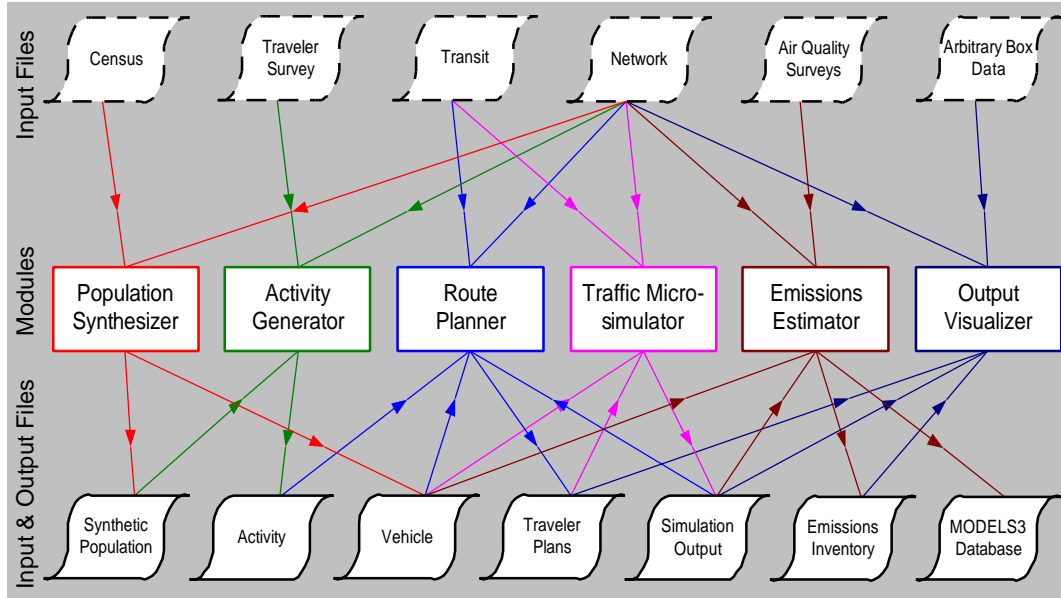 Input Files
Census
Traveler
Survey
Transit
Network
Air Quality
Surveys
Arbitrary Box
Data
Modules
Population
Synthesizer
Activity
Generator
Route
Planner
Traffic Micro-
simulator
Emissions
Estimator
Output
Visualizer
Input & Output Files
Synthetic
Population
Activity
Vehicle
Traveler
Plans
Simulation
Output
Emissions
Inventory
MODELS3
Database